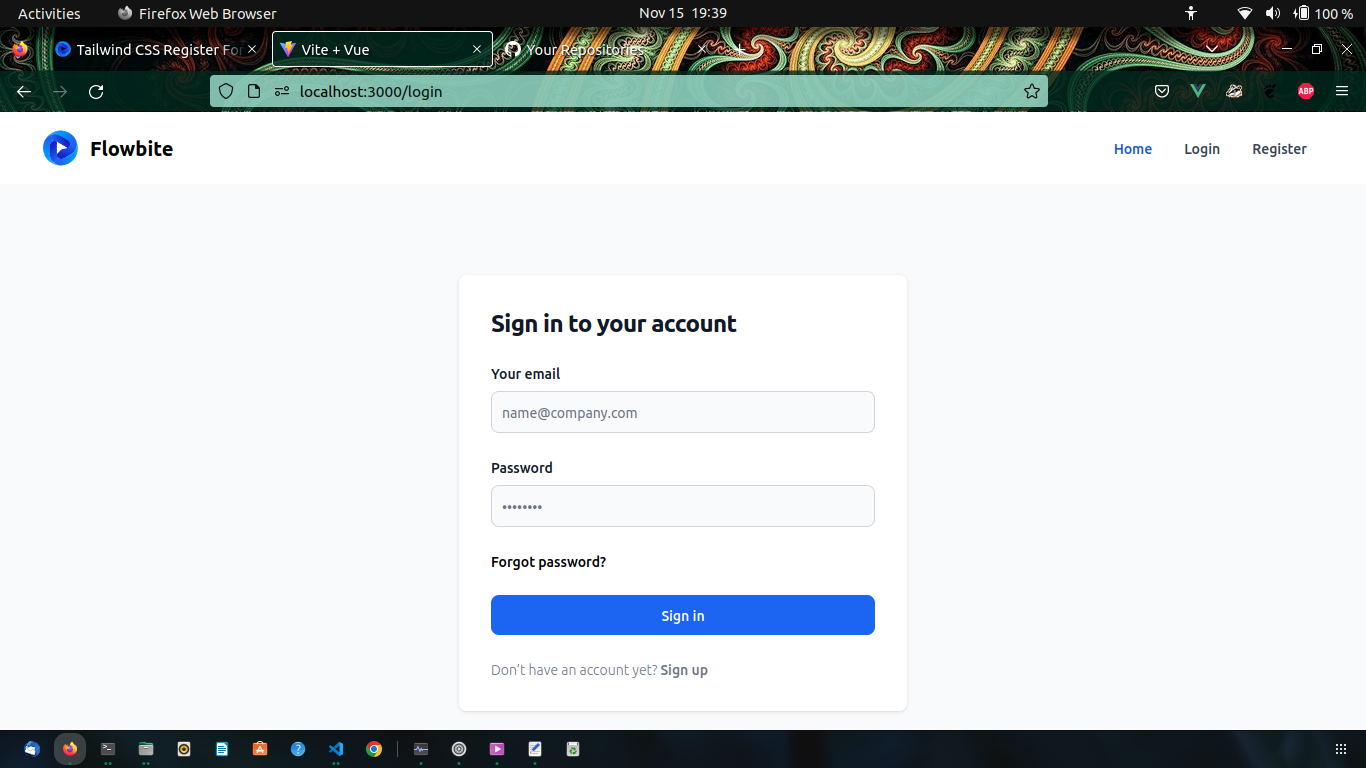 Activities Firefox Web Browser Nov 15 19:39 100 %
Tailwind CSS Register For Vite + Vue Your Repositories
localhost:3000/login ABP
Flowbite Home Login Register
Sign in to your account
Your email
name@company.com
Password
Forgot password?
Sign in
Don't have an account yet? Sign up